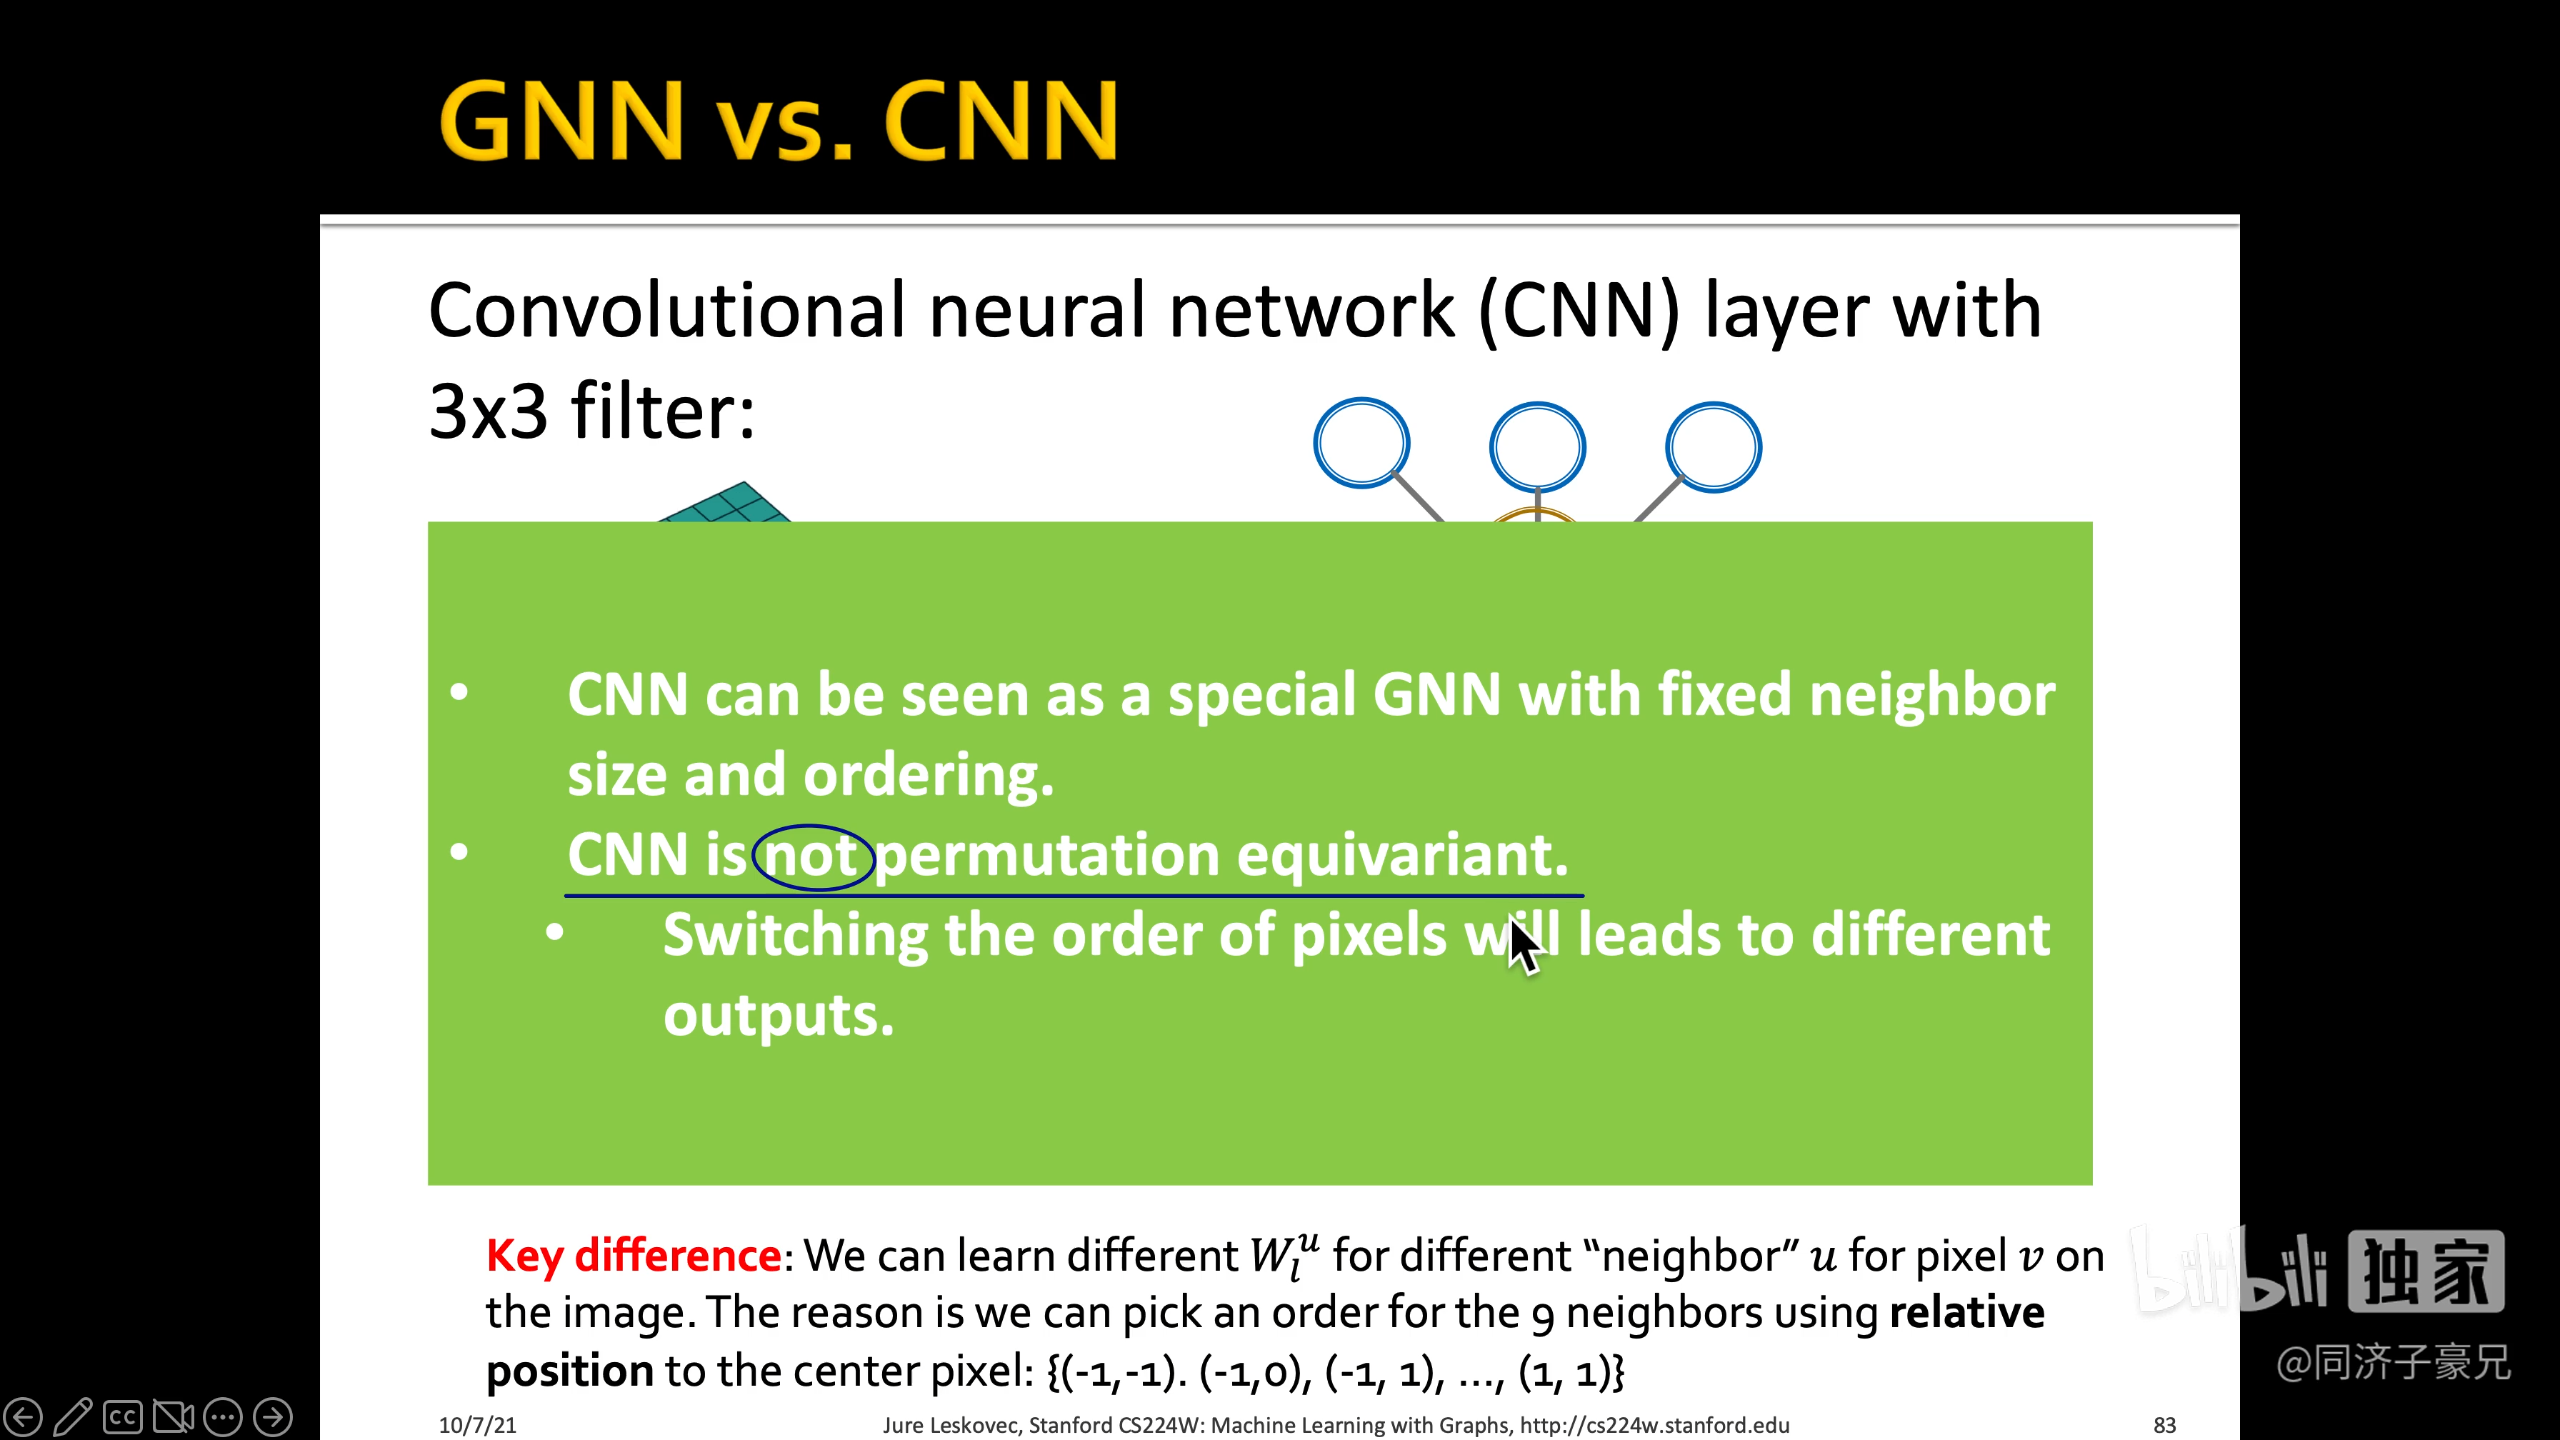 GNN vs. CNN
Convolutional neural network (CNN) layer with
3x3 filter:
• CNN can be seen as a special GNN with fixed neighbor
size and ordering.
• CNN is not permutation equivariant.
• Switching the order of pixels will leads to different
outputs.
Key difference: We can learn different W_l^u for different “neighbor” u for pixel v on
the image. The reason is we can pick an order for the 9 neighbors using relative
position to the center pixel: {(-1,-1). (-1,0), (-1, 1), …, (1, 1)}
bilibili 独家
@同济子豪兄
CC
10/7/21
Jure Leskovec, Stanford CS224W: Machine Learning with Graphs, http://cs224w.stanford.edu
83